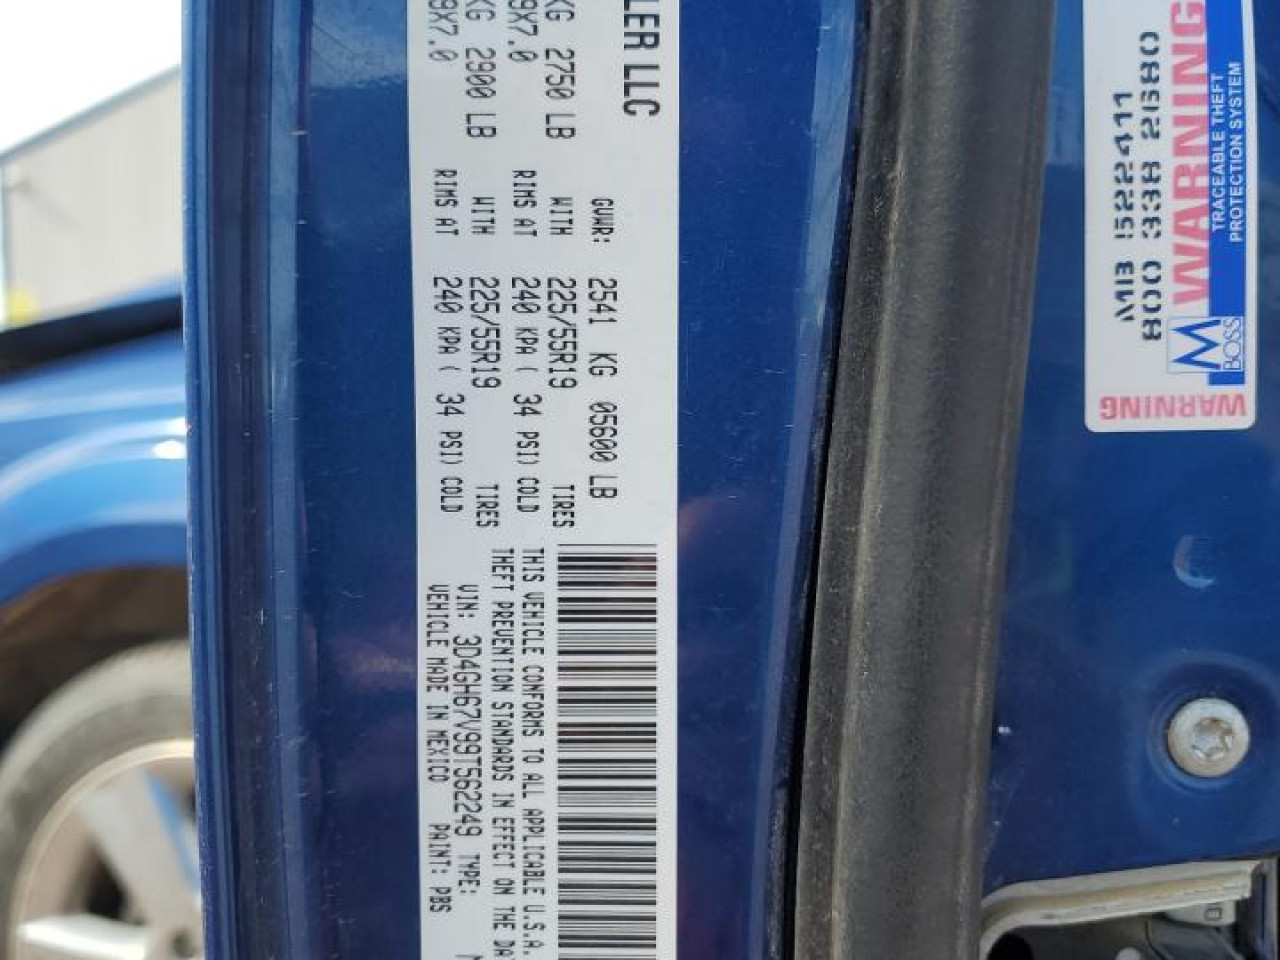 LER LLC
GVWR: 2541 KG 05600 LB
KG 2750 LB WITH 225/55R19 TIRES
9X7.0 RIMS AT 240 KPA ( 34 PSI) COLD
KG 2900 LB WITH 225/55R19 TIRES
9X7.0 RIMS AT 240 KPA ( 34 PSI) COLD
THIS VEHICLE CONFORMS TO ALL APPLICABLE U.S.A.
THEFT PREVENTION STANDARDS IN EFFECT ON THE DA
VIN: 3D4GH67V99T562249 TYPE:
VEHICLE MADE IN MEXICO PAINT: PBS
MB 522411
800 338 2680
WARNING
TRACEABLE THEFT
PROTECTION SYSTEM
M BOSS
WARNING